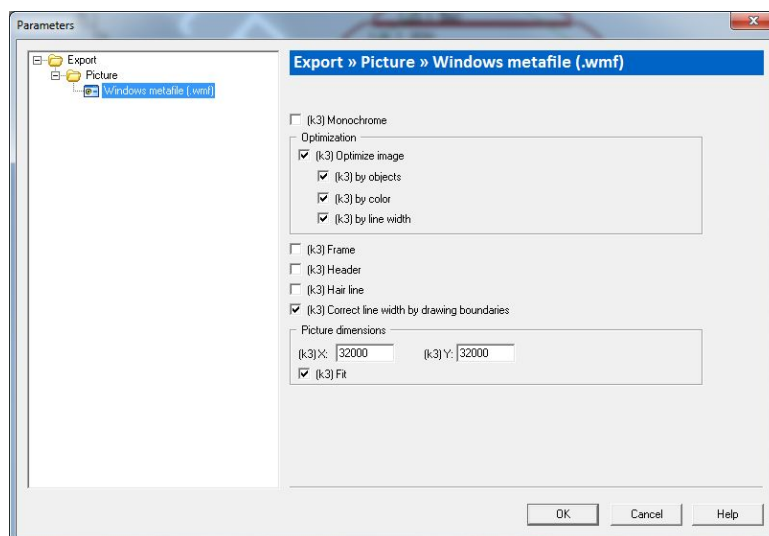 Parameters
Export
Picture
Windows metafile (.wmf)
Export » Picture » Windows metafile (.wmf)
(k3) Monochrome
Optimization
(k3) Optimize image
(k3) by objects
(k3) by color
(k3) by line width
(k3) Frame
(k3) Header
(k3) Hair line
(k3) Correct line width by drawing boundaries
Picture dimensions
(k3) X: 32000 (k3) Y: 32000
(k3) Fit
OK Cancel Help